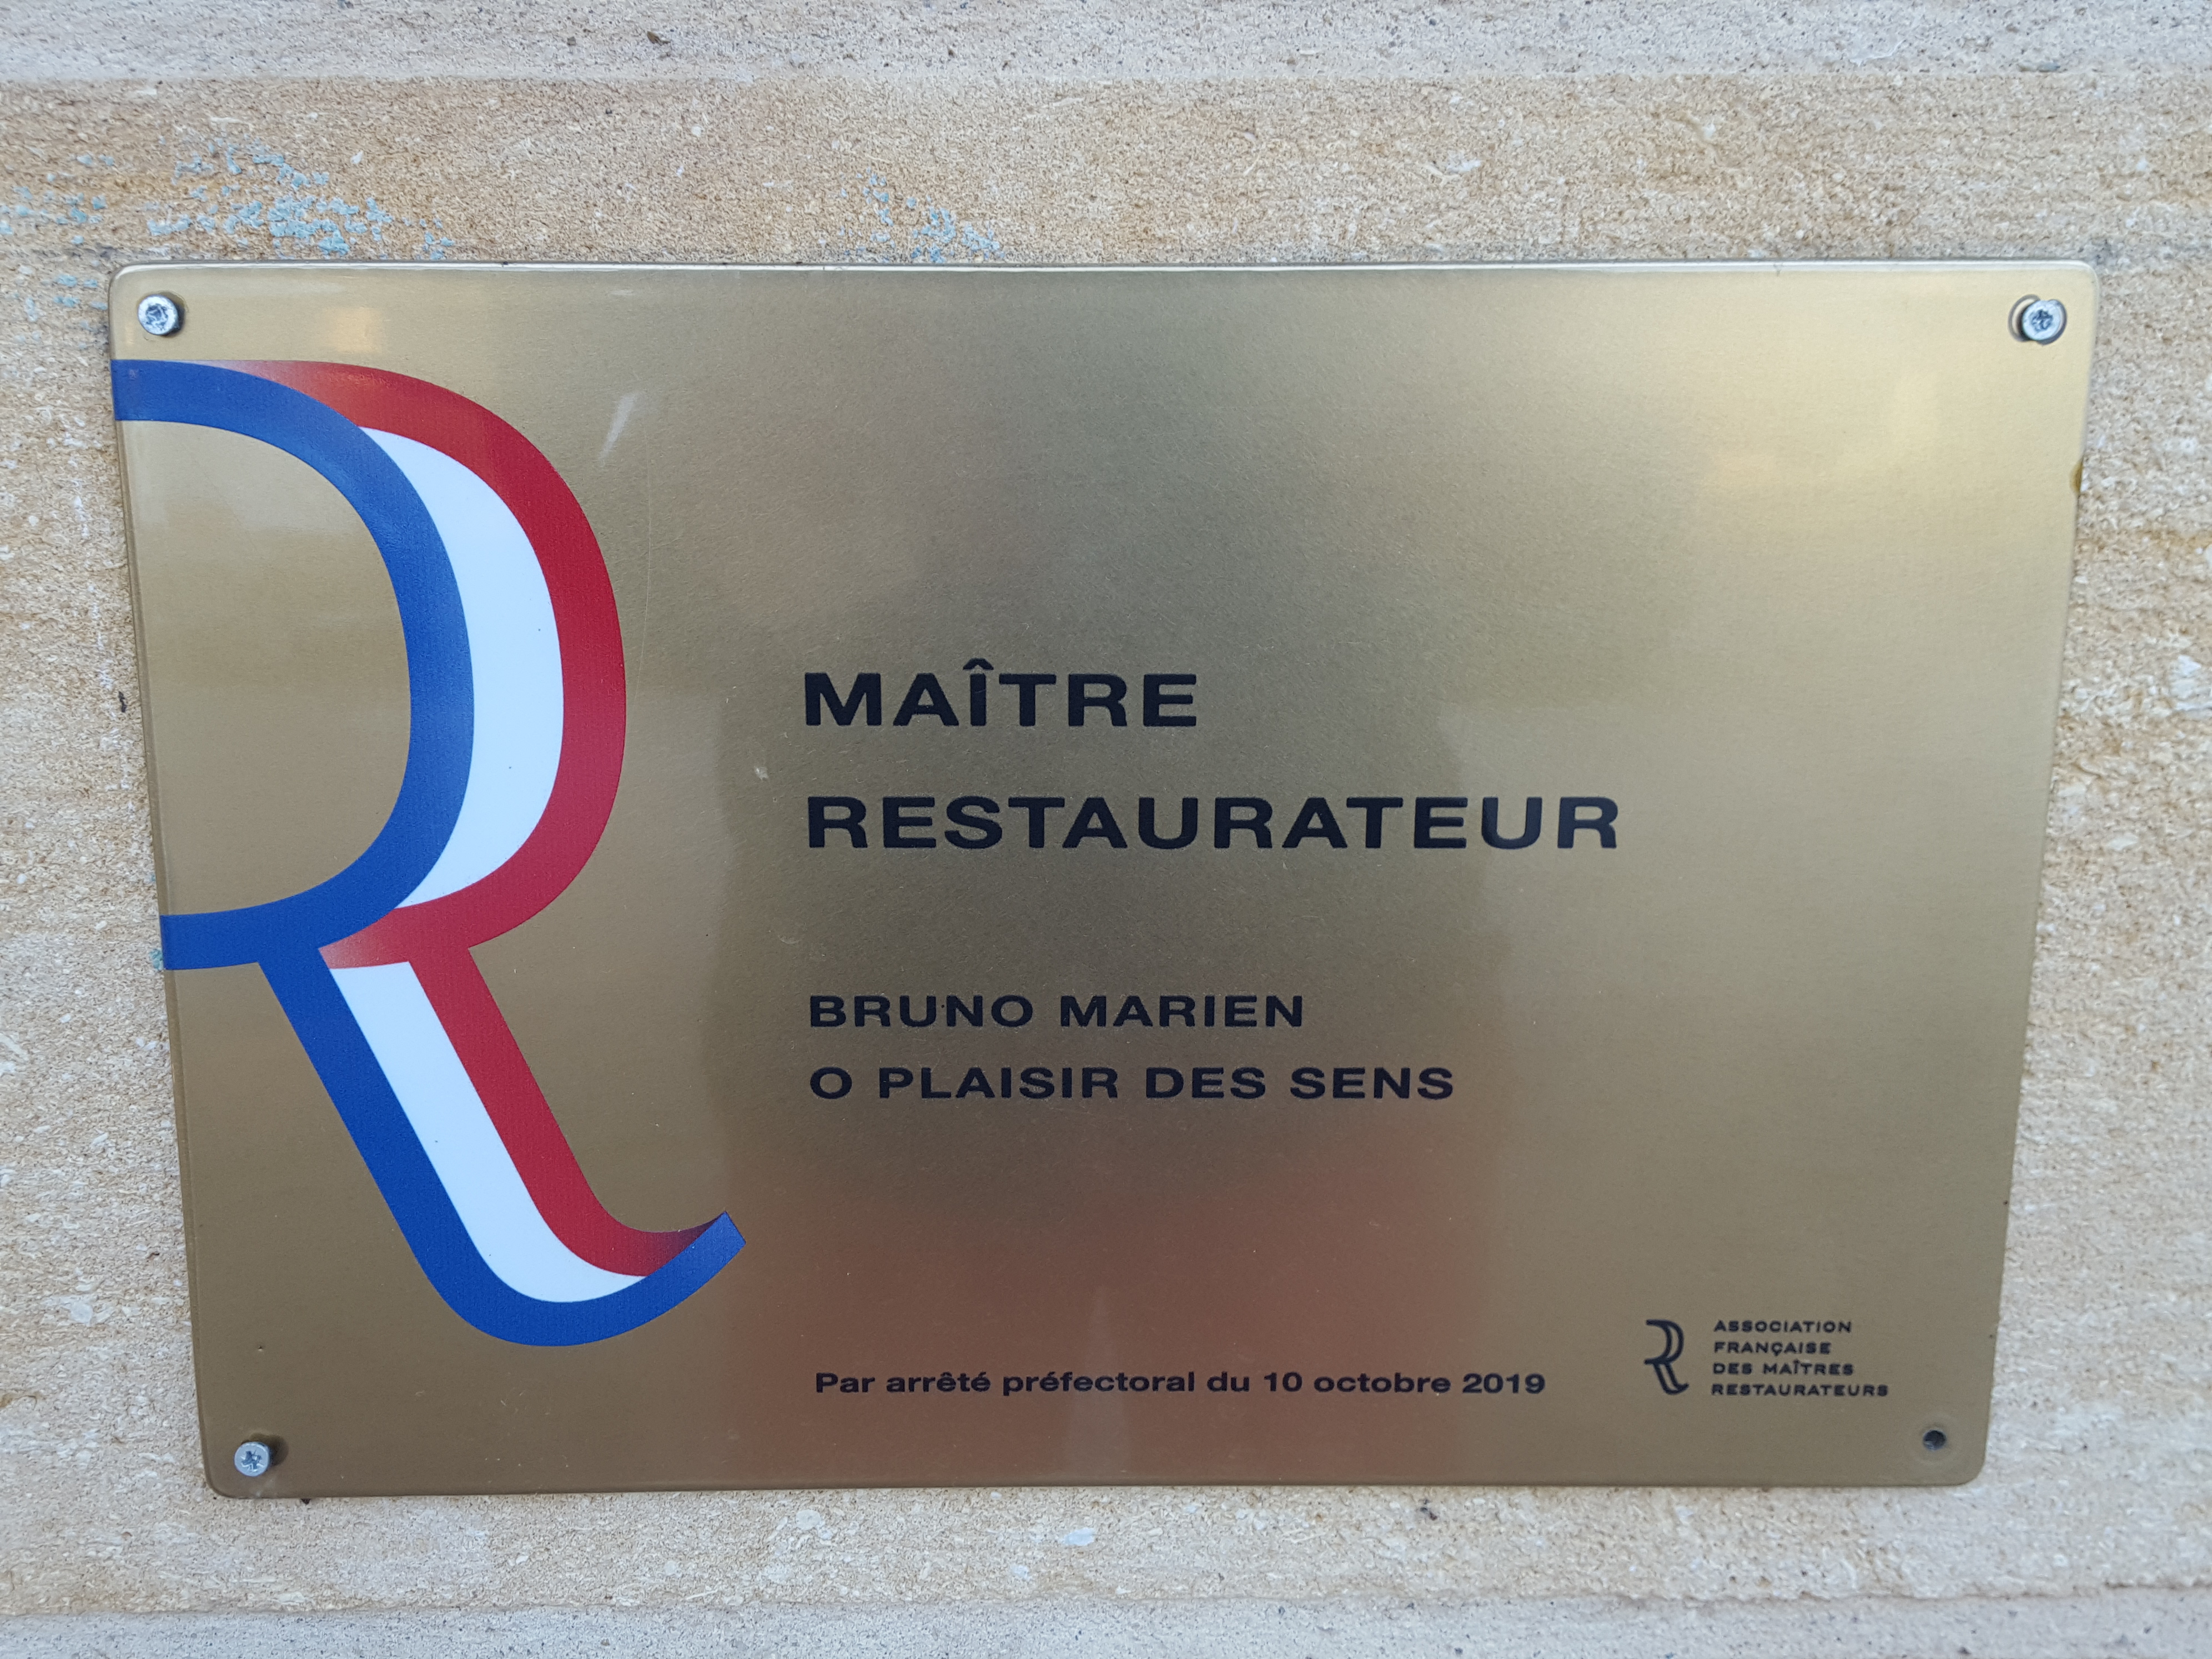 MAÎTRE
RESTAURATEUR
BRUNO MARIEN
O PLAISIR DES SENS
Par arrêté préfectoral du 10 octobre 2019
ASSOCIATION
FRANÇAISE
DES MAÎTRES
RESTAURATEURS